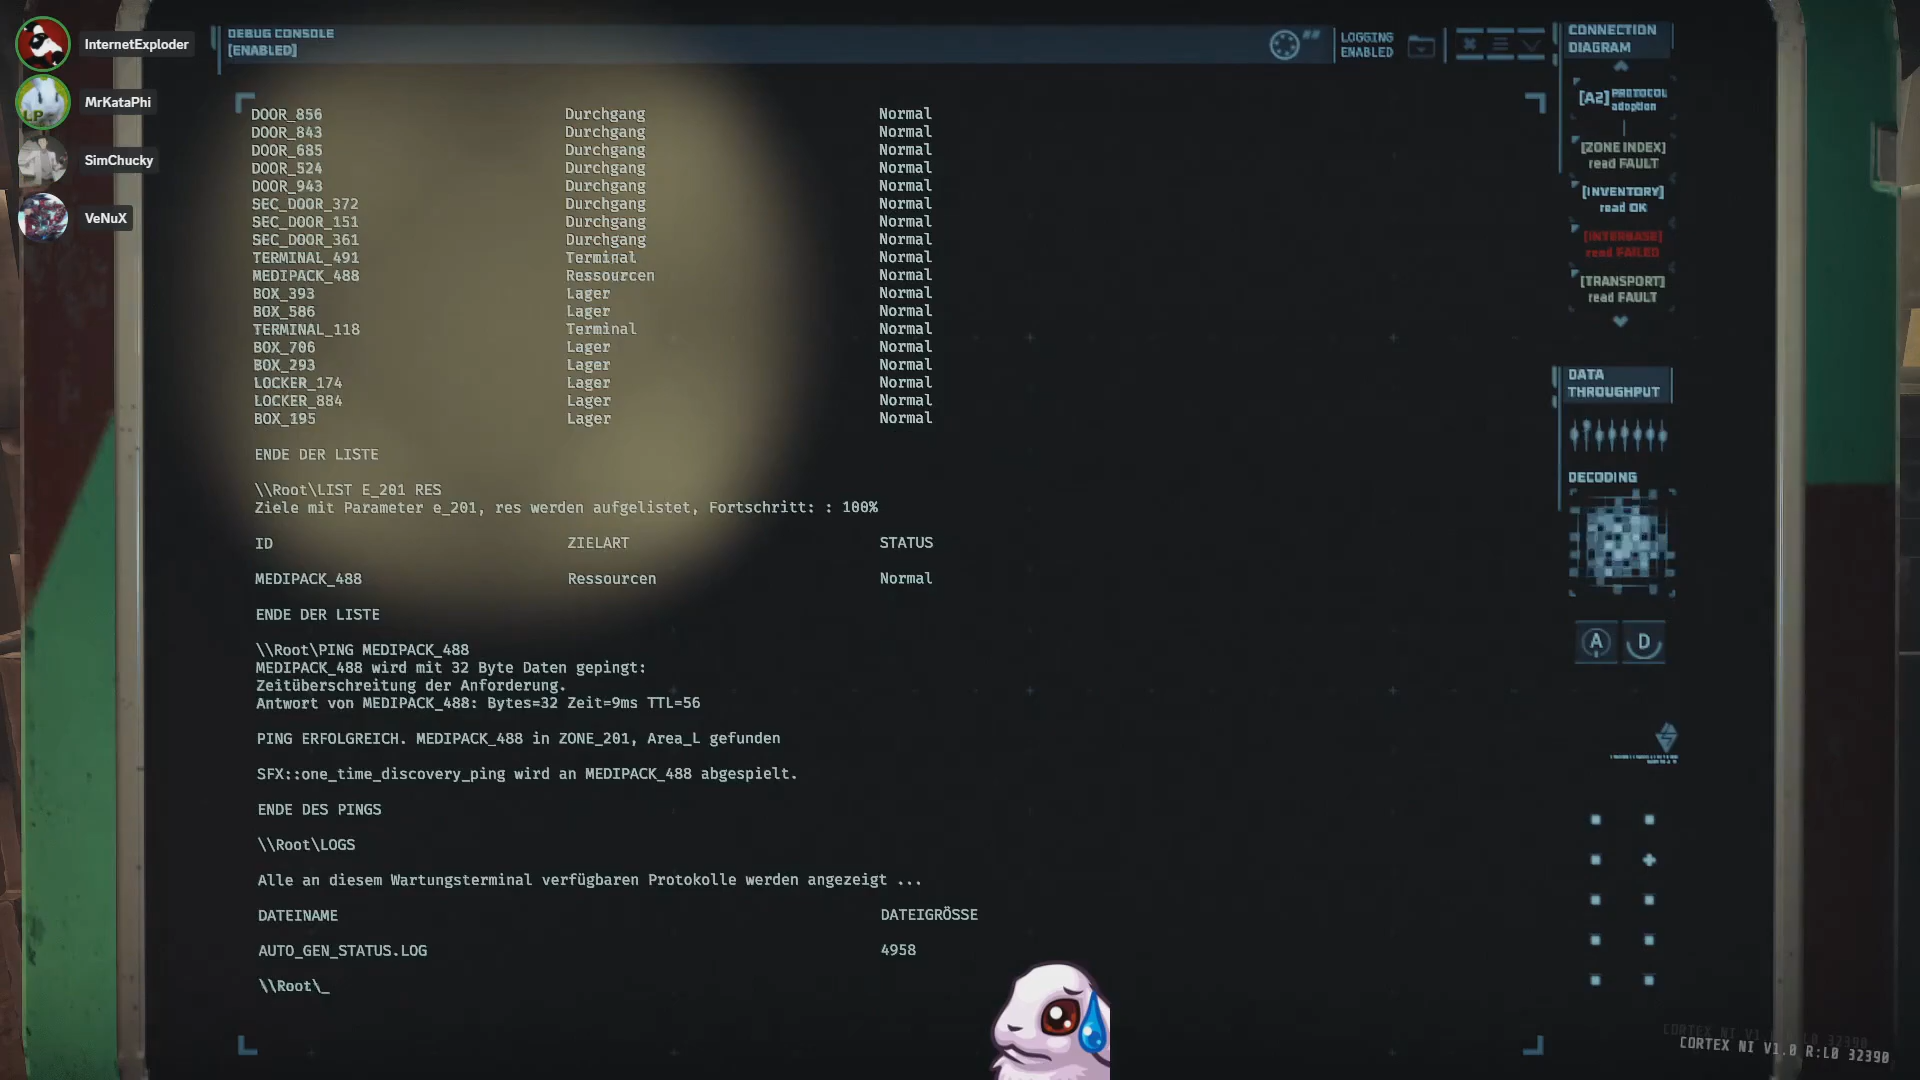 InternetExploder
MrKataPhi
SimChucky
VeNuX
LP
DEBUG CONSOLE
[ENABLED]
LOGGING
ENABLED
DOOR_856 Durchgang Normal
DOOR_843 Durchgang Normal
DOOR_685 Durchgang Normal
DOOR_524 Durchgang Normal
DOOR_943 Durchgang Normal
SEC_DOOR_372 Durchgang Normal
SEC_DOOR_151 Durchgang Normal
SEC_DOOR_361 Durchgang Normal
TERMINAL_491 Terminal Normal
MEDIPACK_488 Ressourcen Normal
BOX_393 Lager Normal
BOX_586 Lager Normal
TERMINAL_118 Terminal Normal
BOX_706 Lager Normal
BOX_293 Lager Normal
LOCKER_174 Lager Normal
LOCKER_884 Lager Normal
BOX_195 Lager Normal
ENDE DER LISTE
\\Root\LIST E_201 RES
Ziele mit Parameter e_201, res werden aufgelistet, Fortschritt: : 100%
ID ZIELART STATUS
MEDIPACK_488 Ressourcen Normal
ENDE DER LISTE
\\Root\PING MEDIPACK_488
MEDIPACK_488 wird mit 32 Byte Daten gepingt:
Zeitüberschreitung der Anforderung.
Antwort von MEDIPACK_488: Bytes=32 Zeit=9ms TTL=56
PING ERFOLGREICH. MEDIPACK_488 in ZONE_201, Area_L gefunden
SFX::one_time_discovery_ping wird an MEDIPACK_488 abgespielt.
ENDE DES PINGS
\\Root\LOGS
Alle an diesem Wartungsterminal verfügbaren Protokolle werden angezeigt ...
DATEINAME DATEIGRÖSSE
AUTO_GEN_STATUS.LOG 4958
\\Root\_
CONNECTION
DIAGRAM
[A2] PROTOCOL
adoption
[ZONE INDEX]
read FAULT
[INVENTORY]
read OK
[INTERBASE]
read FAILED
[TRANSPORT]
read FAULT
DATA
THROUGHPUT
DECODING
A D
CORTEX NI V1.0 R:L0 32390